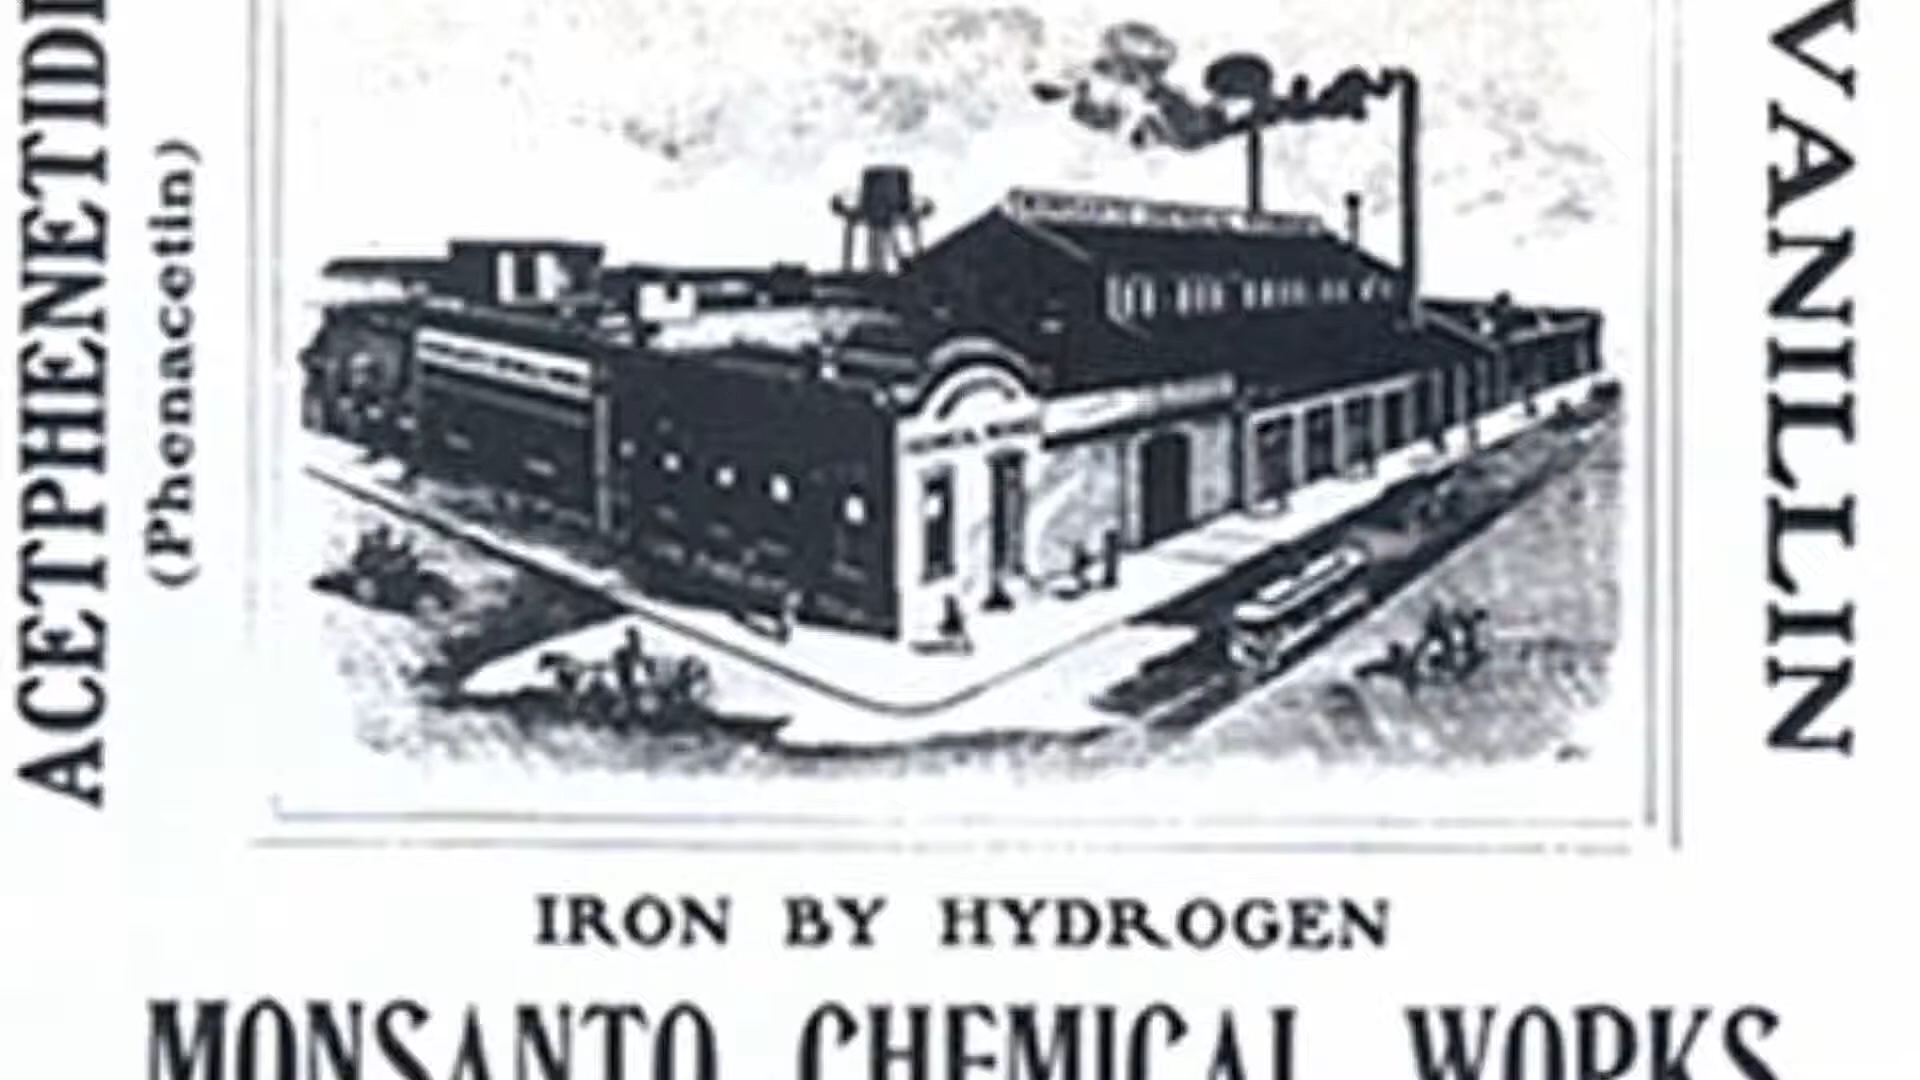 ACETPHENETIDI
(Phenacetin)
VANILLIN
IRON BY HYDROGEN
MONSANTO CHEMICAL WORKS